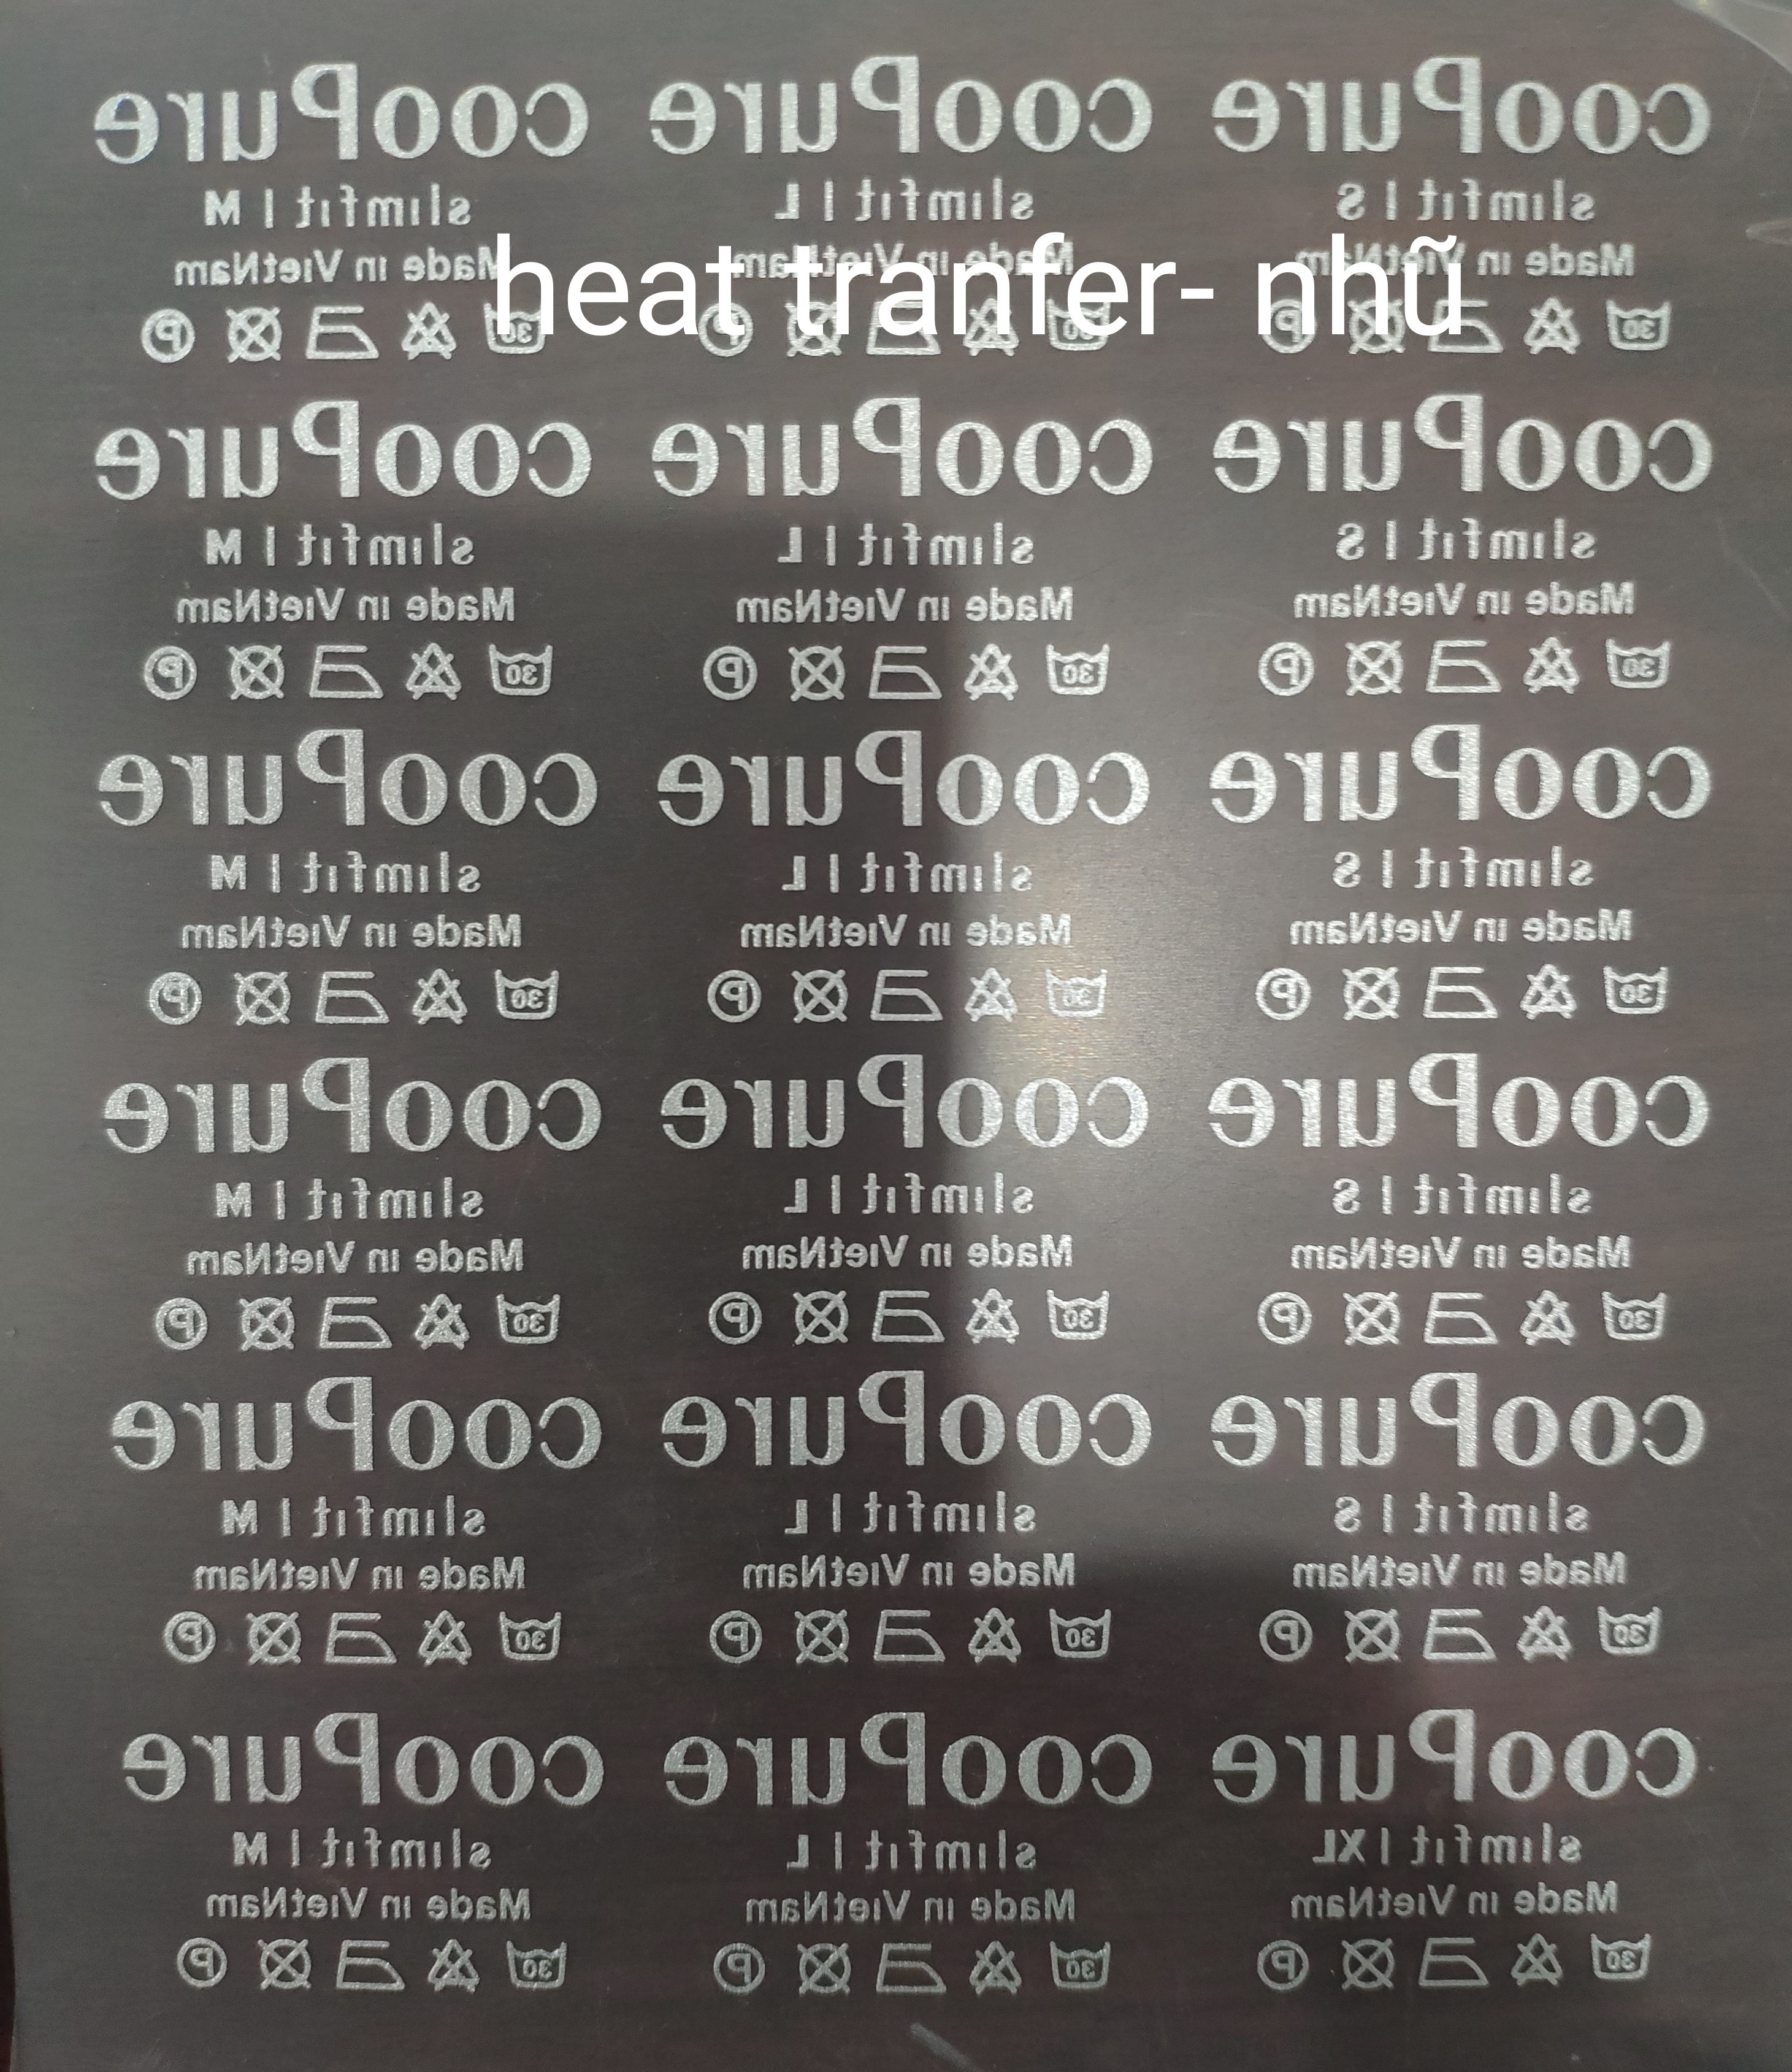 cooPure cooPure cooPure
slimfit | M slimfit | L slimfit | S
Made in VietNam Made in VietNam Made in VietNam
heat tranfer- nhũ
30 P 30 P 30 P
cooPure cooPure cooPure
slimfit | M slimfit | L slimfit | S
Made in VietNam Made in VietNam Made in VietNam
30 P 30 P 30 P
cooPure cooPure cooPure
slimfit | M slimfit | L slimfit | S
Made in VietNam Made in VietNam Made in VietNam
30 P 30 P 30 P
cooPure cooPure cooPure
slimfit | M slimfit | L slimfit | S
Made in VietNam Made in VietNam Made in VietNam
30 P 30 P 30 P
cooPure cooPure cooPure
slimfit | M slimfit | L slimfit | S
Made in VietNam Made in VietNam Made in VietNam
30 P 30 P 30 P
cooPure cooPure cooPure
slimfit | M slimfit | L slimfit | XL
Made in VietNam Made in VietNam Made in VietNam
30 P 30 P 30 P